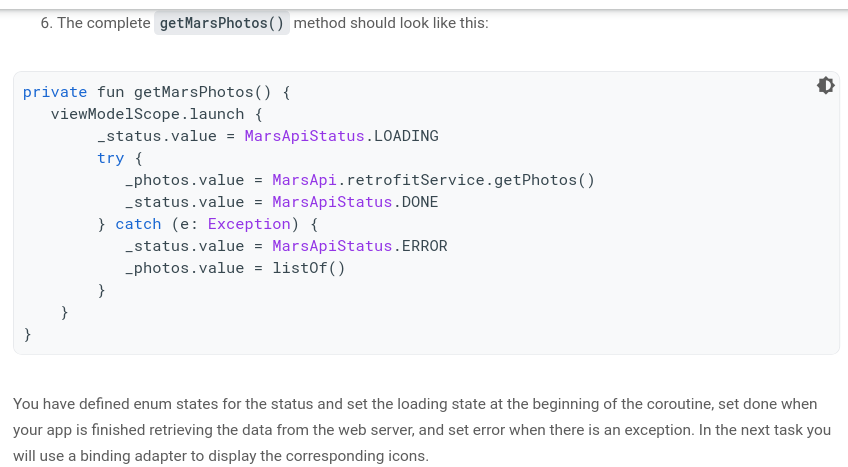 6. The complete getMarsPhotos() method should look like this:
private fun getMarsPhotos() {
   viewModelScope.launch {
        _status.value = MarsApiStatus.LOADING
        try {
           _photos.value = MarsApi.retrofitService.getPhotos()
           _status.value = MarsApiStatus.DONE
        } catch (e: Exception) {
           _status.value = MarsApiStatus.ERROR
           _photos.value = listOf()
        }
    }
}
You have defined enum states for the status and set the loading state at the beginning of the coroutine, set done when
your app is finished retrieving the data from the web server, and set error when there is an exception. In the next task you
will use a binding adapter to display the corresponding icons.